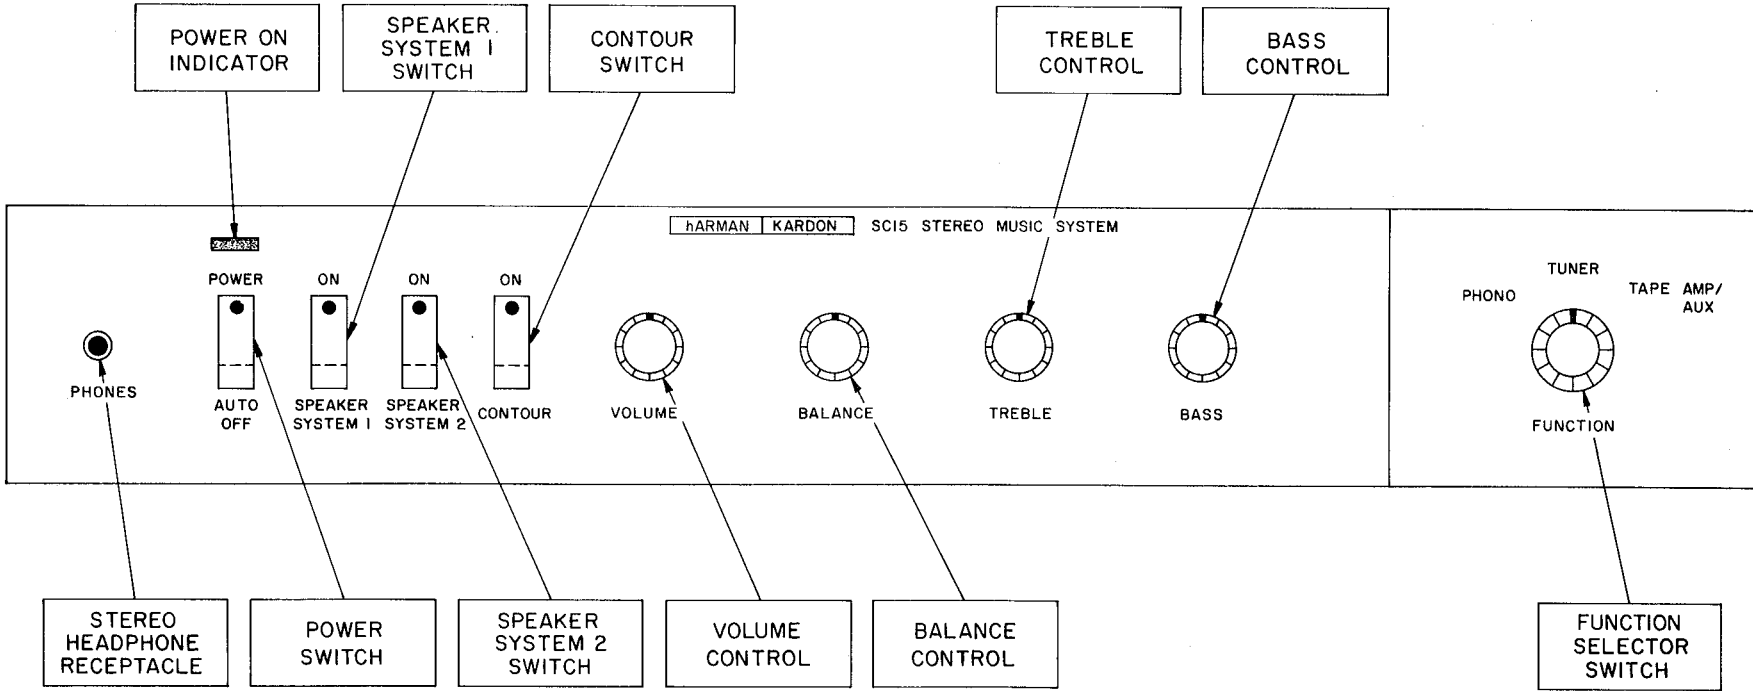 POWER ON
INDICATOR
SPEAKER
SYSTEM 1
SWITCH
CONTOUR
SWITCH
TREBLE
CONTROL
BASS
CONTROL
hARMAN KARDON SC15 STEREO MUSIC SYSTEM
POWER
ON
ON
ON
PHONES
AUTO
OFF
SPEAKER
SYSTEM 1
SPEAKER
SYSTEM 2
CONTOUR
VOLUME
BALANCE
TREBLE
BASS
PHONO
TUNER
TAPE AMP/
AUX
FUNCTION
STEREO
HEADPHONE
RECEPTACLE
POWER
SWITCH
SPEAKER
SYSTEM 2
SWITCH
VOLUME
CONTROL
BALANCE
CONTROL
FUNCTION
SELECTOR
SWITCH